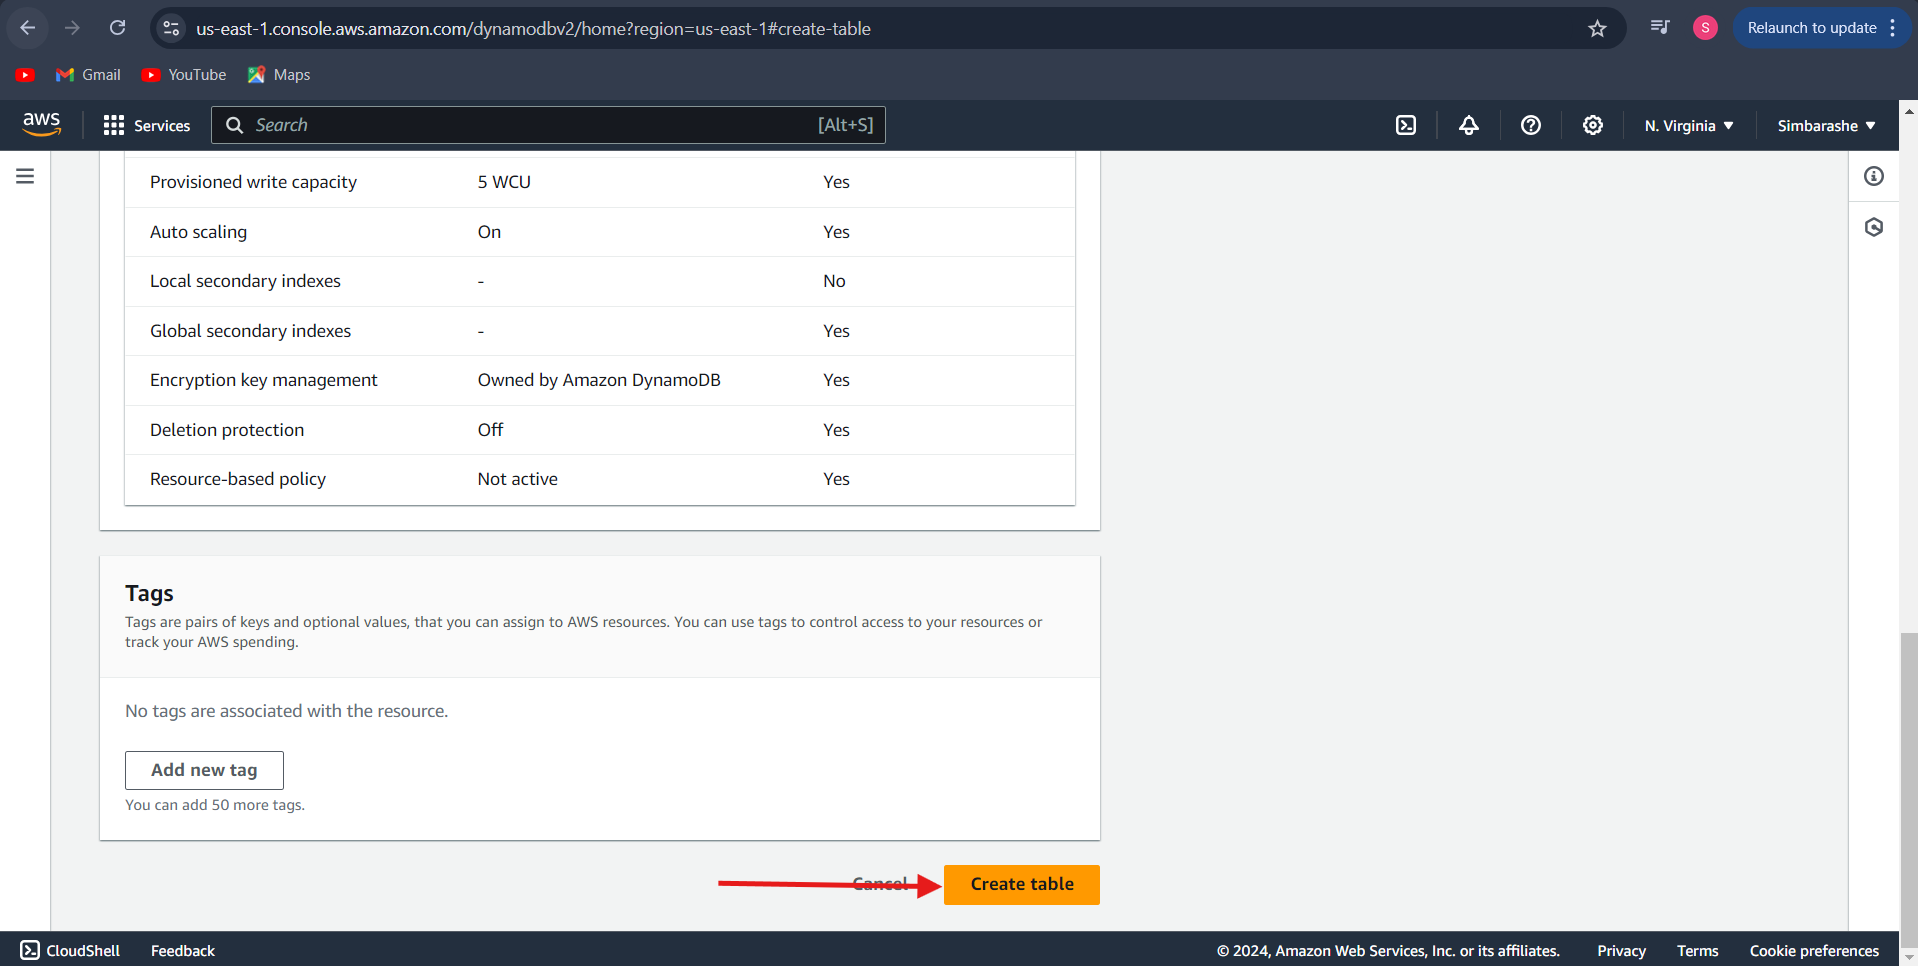 us-east-1.console.aws.amazon.com/dynamodbv2/home?region=us-east-1#create-table
S
Relaunch to update
Gmail
YouTube
Maps
aws
Services
Search
[Alt+S]
N. Virginia
Simbarashe
Provisioned write capacity 5 WCU Yes
Auto scaling On Yes
Local secondary indexes - No
Global secondary indexes - Yes
Encryption key management Owned by Amazon DynamoDB Yes
Deletion protection Off Yes
Resource-based policy Not active Yes
Tags
Tags are pairs of keys and optional values, that you can assign to AWS resources. You can use tags to control access to your resources or
track your AWS spending.
No tags are associated with the resource.
Add new tag
You can add 50 more tags.
Cancel Create table
CloudShell Feedback © 2024, Amazon Web Services, Inc. or its affiliates. Privacy Terms Cookie preferences